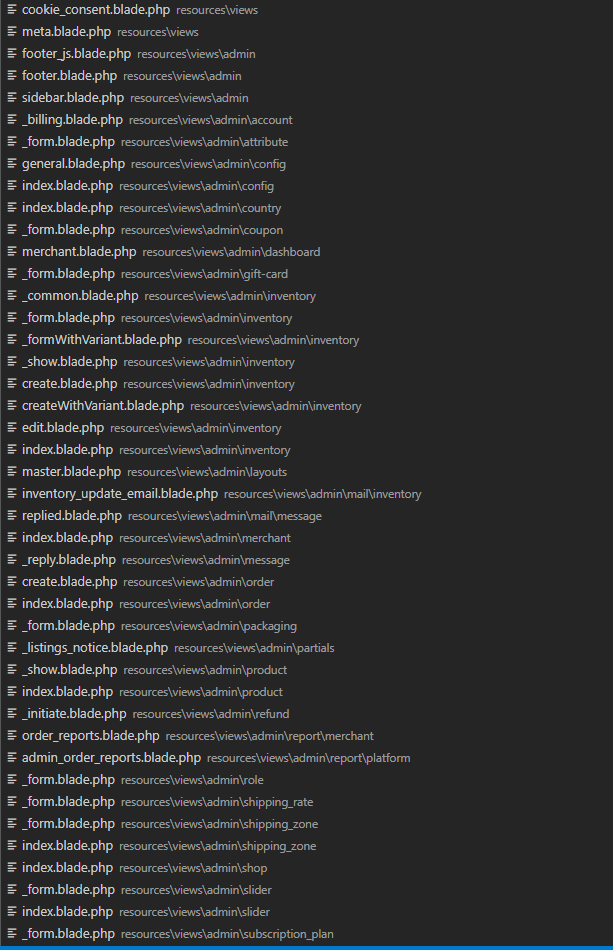 cookie_consent.blade.php resources\views
meta.blade.php resources\views
footer_js.blade.php resources\views\admin
footer.blade.php resources\views\admin
sidebar.blade.php resources\views\admin
_billing.blade.php resources\views\admin\account
_form.blade.php resources\views\admin\attribute
general.blade.php resources\views\admin\config
index.blade.php resources\views\admin\config
index.blade.php resources\views\admin\country
_form.blade.php resources\views\admin\coupon
merchant.blade.php resources\views\admin\dashboard
_form.blade.php resources\views\admin\gift-card
_common.blade.php resources\views\admin\inventory
_form.blade.php resources\views\admin\inventory
_formWithVariant.blade.php resources\views\admin\inventory
_show.blade.php resources\views\admin\inventory
create.blade.php resources\views\admin\inventory
createWithVariant.blade.php resources\views\admin\inventory
edit.blade.php resources\views\admin\inventory
index.blade.php resources\views\admin\inventory
master.blade.php resources\views\admin\layouts
inventory_update_email.blade.php resources\views\admin\mail\inventory
replied.blade.php resources\views\admin\mail\message
index.blade.php resources\views\admin\merchant
_reply.blade.php resources\views\admin\message
create.blade.php resources\views\admin\order
index.blade.php resources\views\admin\order
_form.blade.php resources\views\admin\packaging
_listings_notice.blade.php resources\views\admin\partials
_show.blade.php resources\views\admin\product
index.blade.php resources\views\admin\product
_initiate.blade.php resources\views\admin\refund
order_reports.blade.php resources\views\admin\report\merchant
admin_order_reports.blade.php resources\views\admin\report\platform
_form.blade.php resources\views\admin\role
_form.blade.php resources\views\admin\shipping_rate
_form.blade.php resources\views\admin\shipping_zone
index.blade.php resources\views\admin\shipping_zone
index.blade.php resources\views\admin\shop
_form.blade.php resources\views\admin\slider
index.blade.php resources\views\admin\slider
_form.blade.php resources\views\admin\subscription_plan